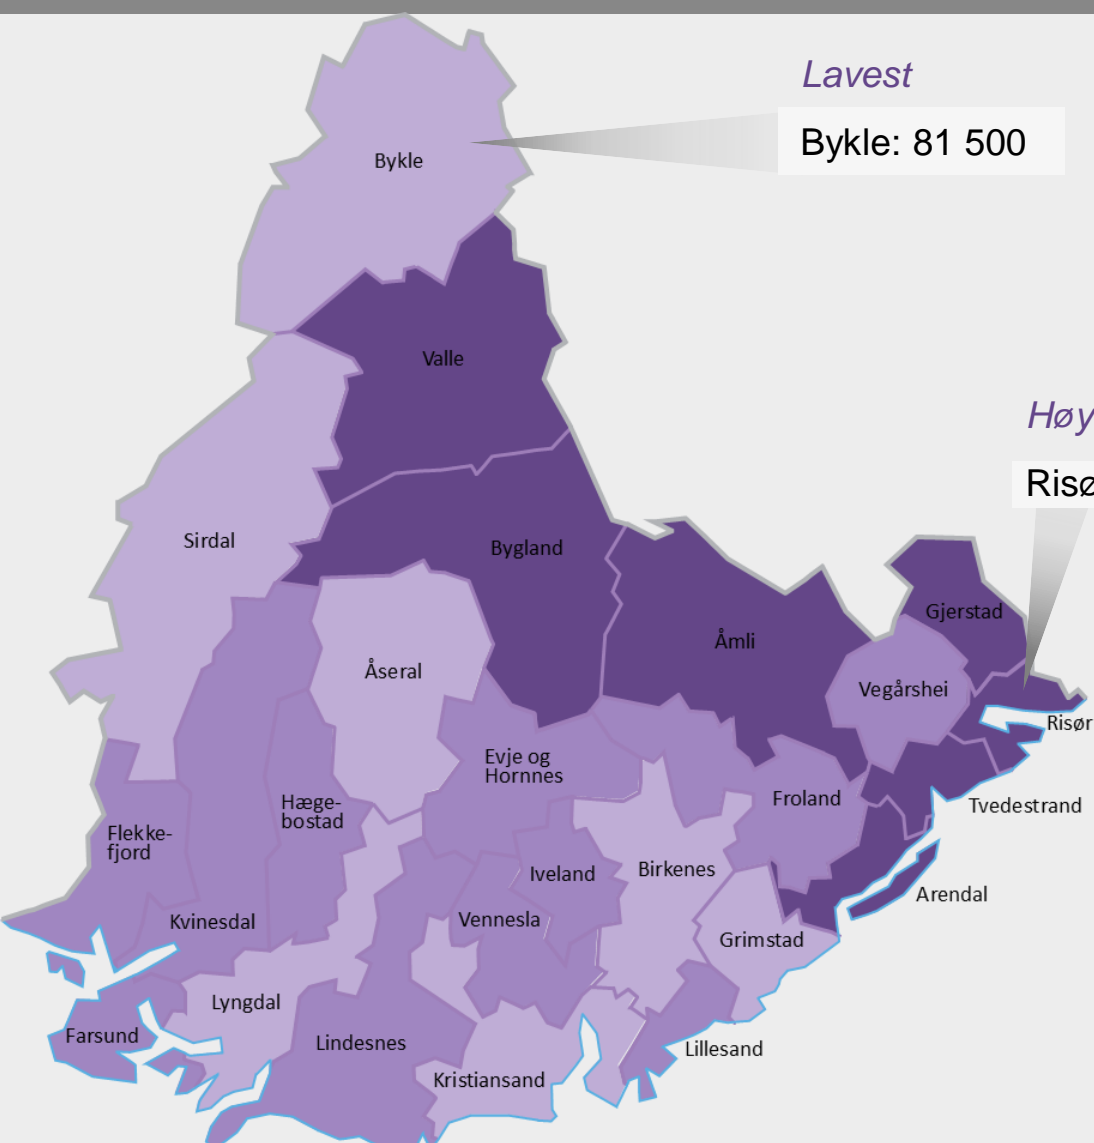 Lavest
Bykle: 81 500
Bykle
Valle
Høy
Risø
Sirdal
Bygland
Gjerstad
Åmli
Åseral
Vegårshei
Risør
Evje og
Hornnes
Froland
Tvedestrand
Hæge-
bostad
Flekke-
fjord
Iveland
Birkenes
Arendal
Kvinesdal
Vennesla
Grimstad
Lyngdal
Farsund
Lindesnes
Lillesand
Kristiansand